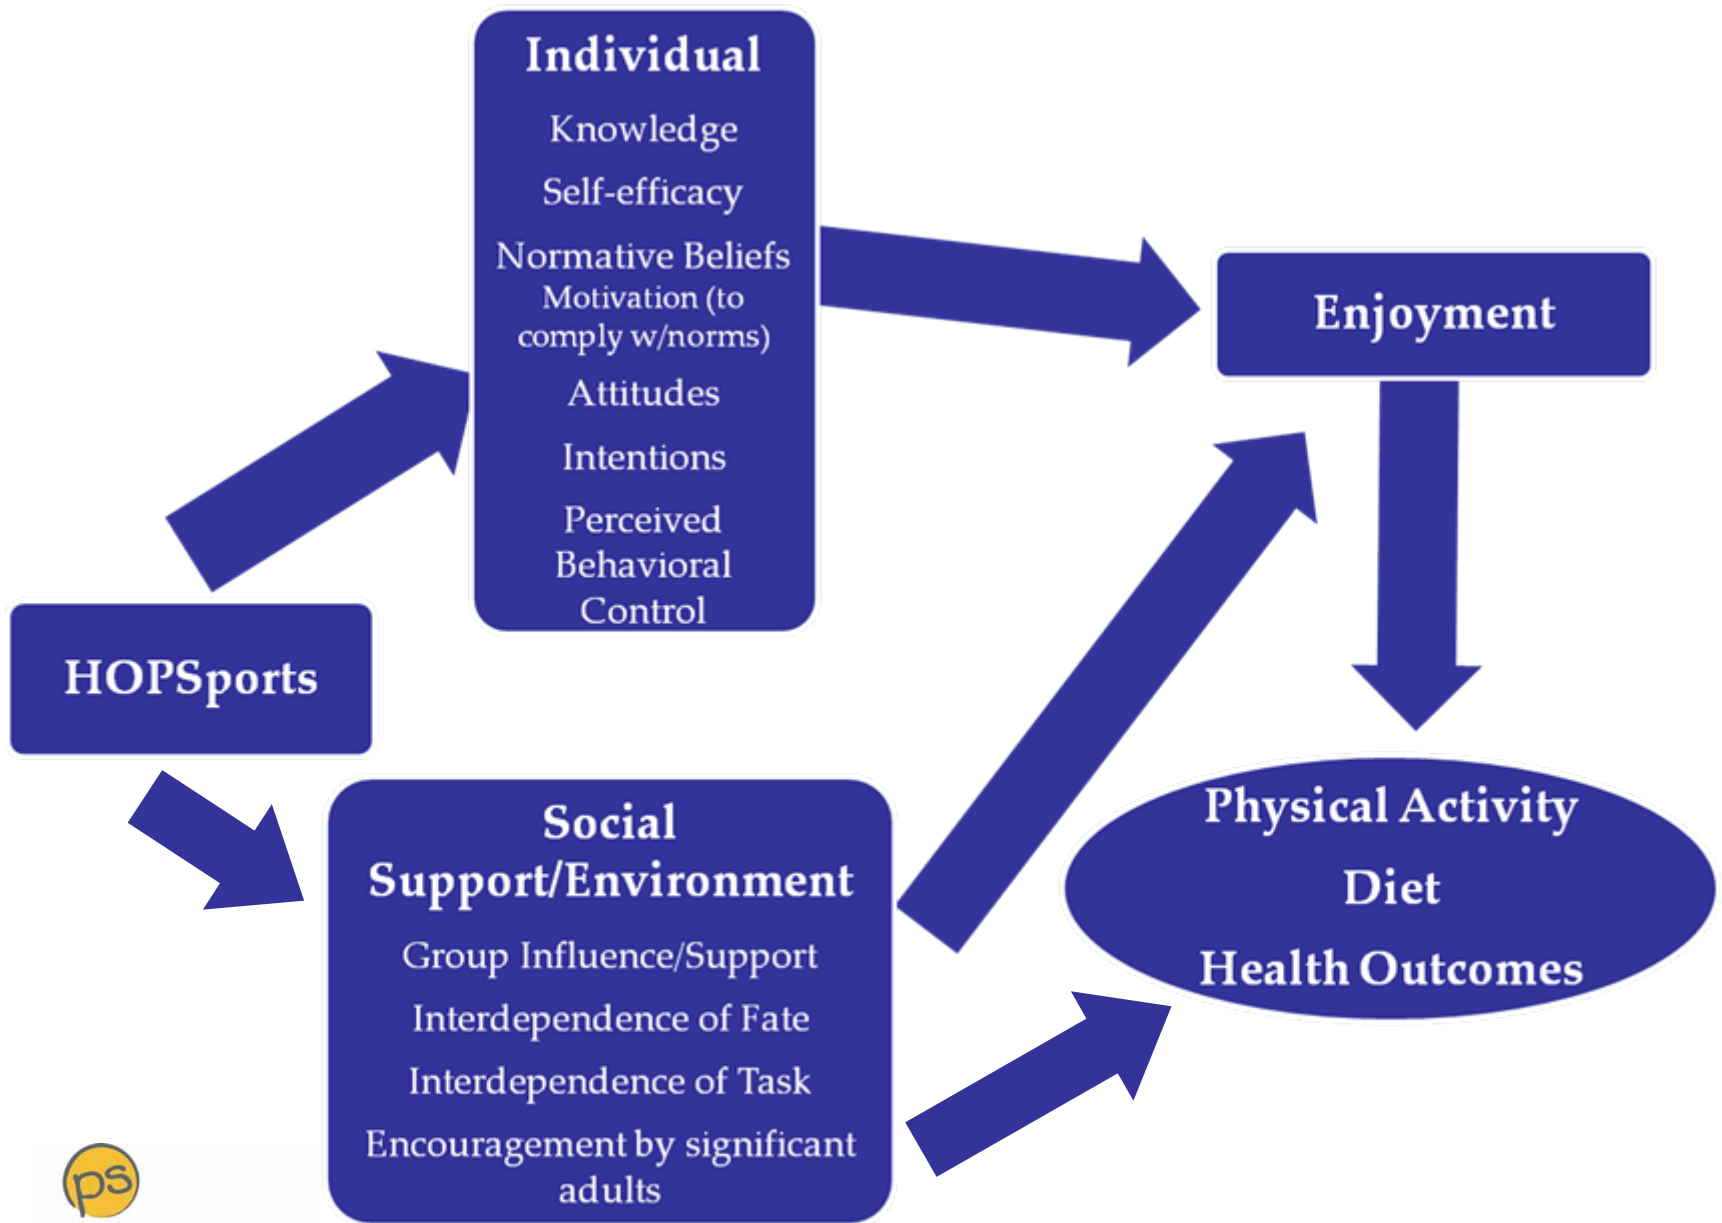 Individual
Knowledge
Self-efficacy
Normative Beliefs
Motivation (to
comply w/norms)
Attitudes
Intentions
Perceived
Behavioral
Control
Enjoyment
HOPSports
Social
Support/Environment
Group Influence/Support
Interdependence of Fate
Interdependence of Task
Encouragement by significant
adults
Physical Activity
Diet
Health Outcomes
ps